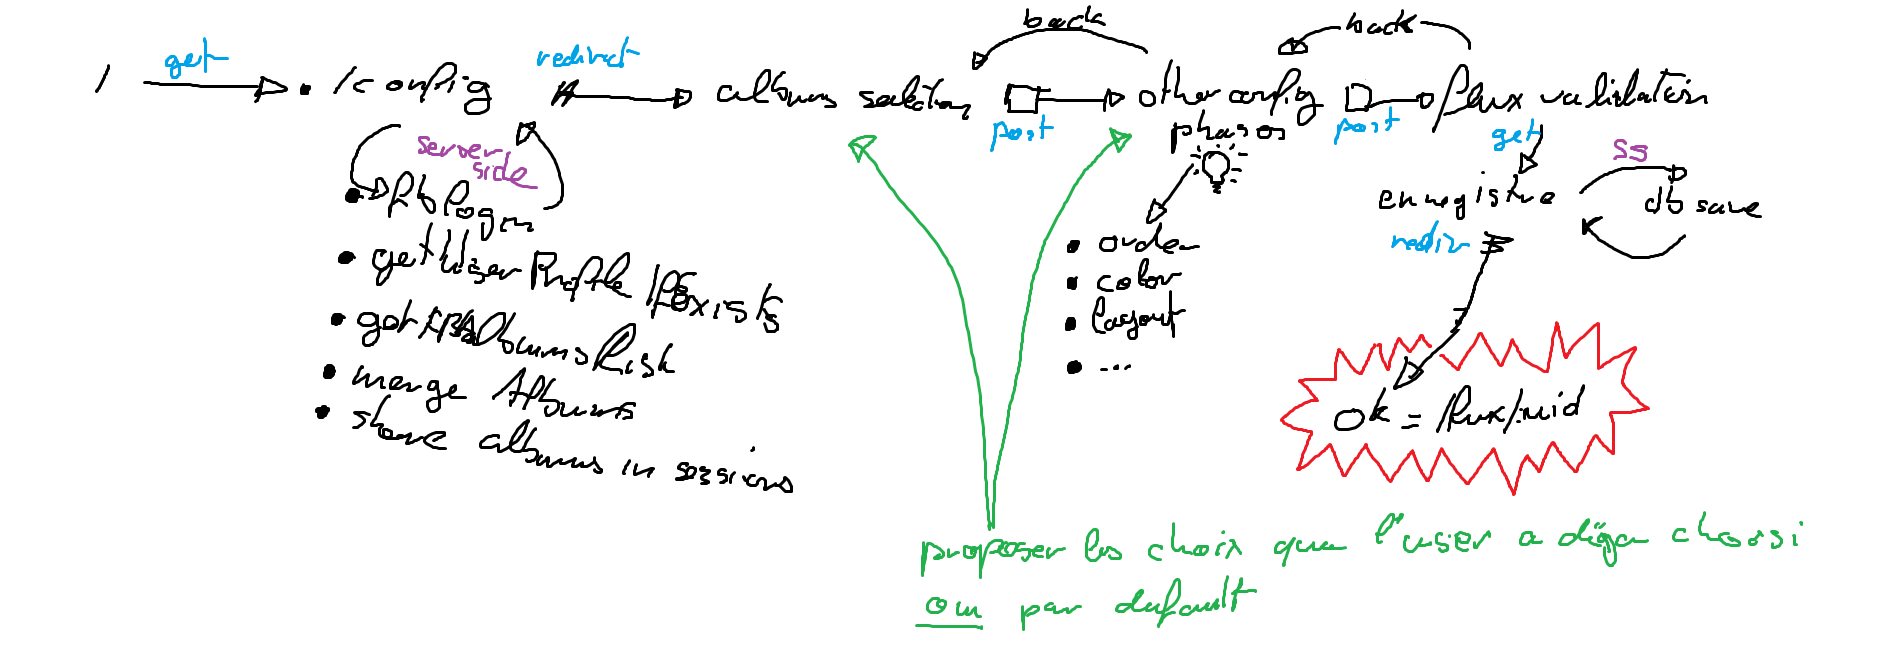 back
back
/
get
/config
redirect
albums selection
post
other config
phases
post
flux validation
get
server
side
ss
fb login
enregistre
db save
redir
getUserProfile IfExists
order
color
layout
...
getFBAlbumsList
merge Albums
store albums in sessions
ok = /flux/:uid
proposer les choix que l'user a déja choisi
ou par default